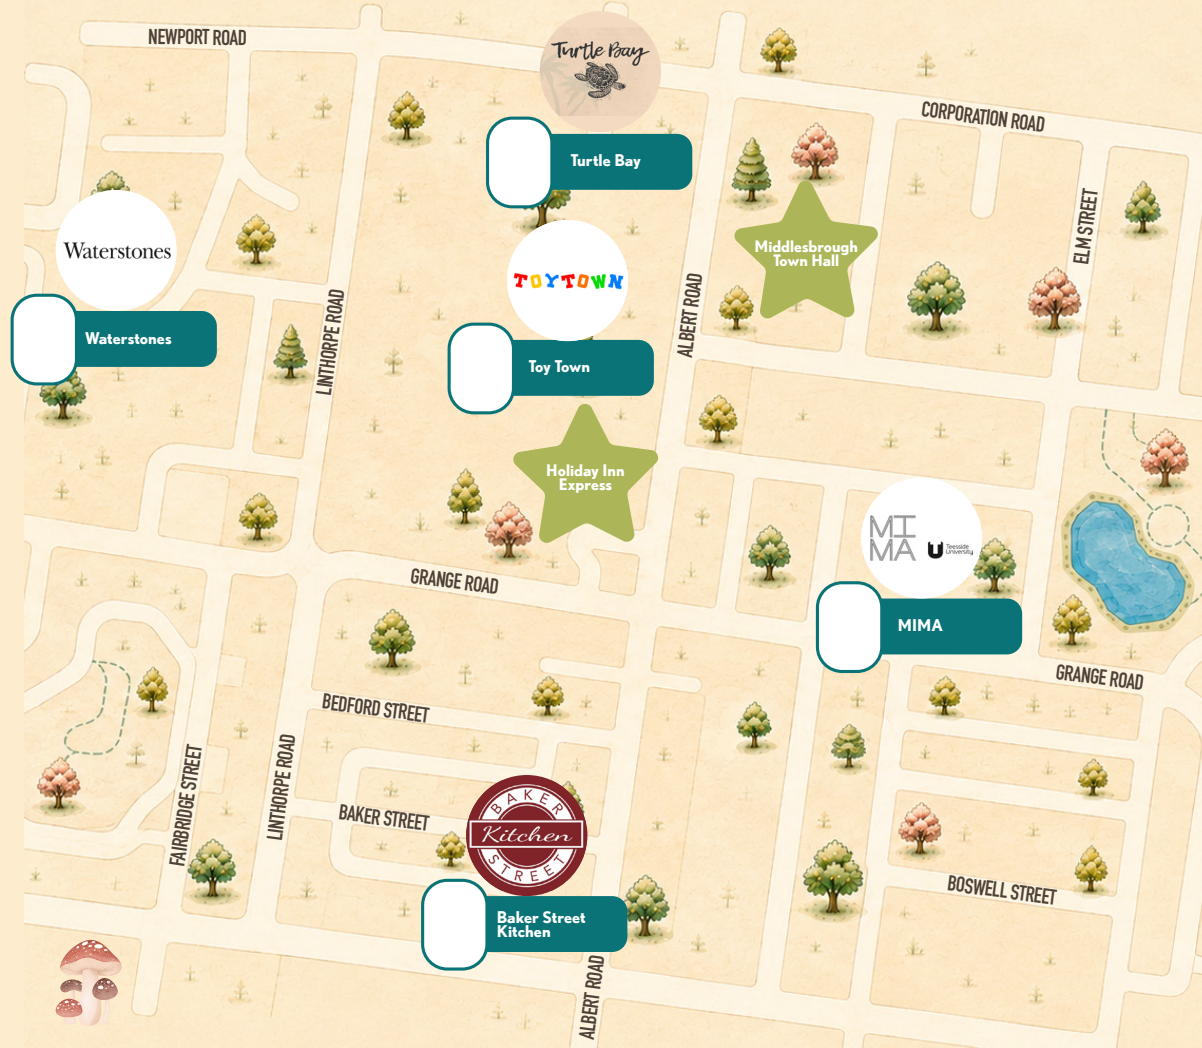 NEWPORT ROAD
Turtle Bay
CORPORATION ROAD
Turtle Bay
ELM STREET
Waterstones
Middlesbrough
Town Hall
TOYTOWN
ALBERT ROAD
LINTHORPE ROAD
Waterstones
Toy Town
Holiday Inn
Express
MI
MA
Teesside
University
GRANGE ROAD
MIMA
GRANGE ROAD
BEDFORD STREET
FAIRBRIDGE STREET
LINTHORPE ROAD
BAKER STREET
BAKER
Kitchen
STREET
BOSWELL STREET
Baker Street
Kitchen
ALBERT ROAD